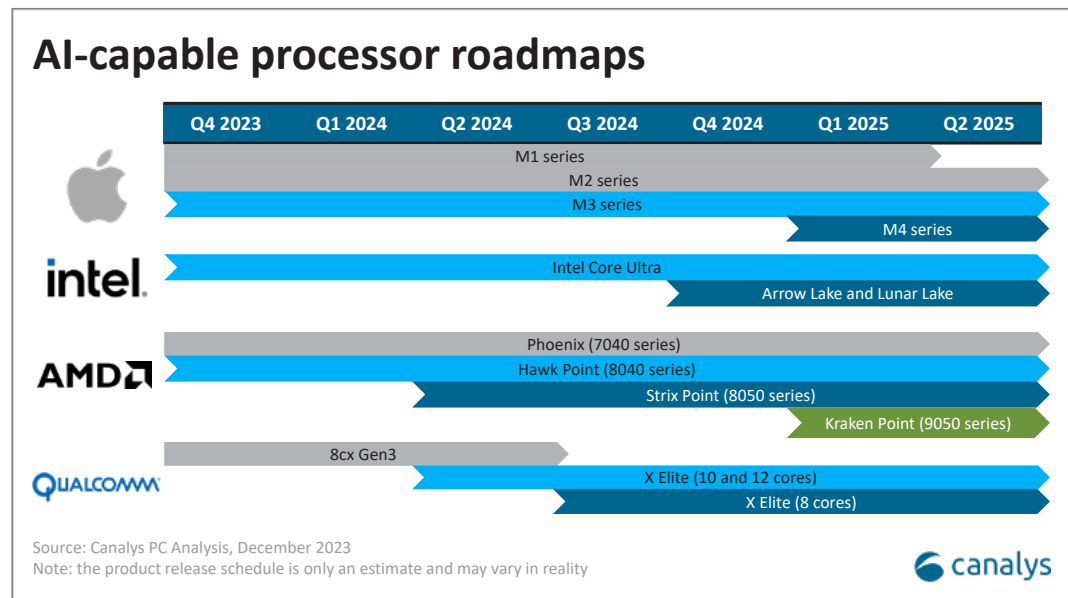 AI-capable processor roadmaps
Q4 2023 Q1 2024 Q2 2024 Q3 2024 Q4 2024 Q1 2025 Q2 2025
M1 series
M2 series
M3 series
M4 series
intel.
Intel Core Ultra
Arrow Lake and Lunar Lake
AMD
Phoenix (7040 series)
Hawk Point (8040 series)
Strix Point (8050 series)
Kraken Point (9050 series)
QUALCOMM
8cx Gen3
X Elite (10 and 12 cores)
X Elite (8 cores)
Source: Canalys PC Analysis, December 2023
Note: the product release schedule is only an estimate and may vary in reality
canalys